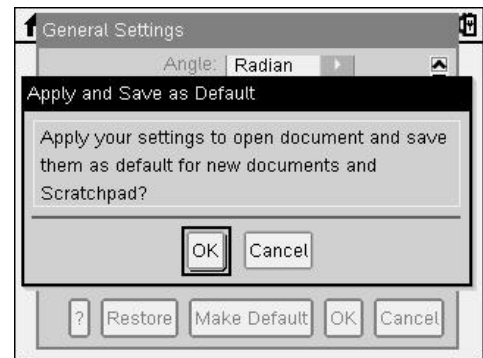 General Settings
Angle: Radian
Apply and Save as Default
Apply your settings to open document and save
them as default for new documents and
Scratchpad?
OK Cancel
? Restore Make Default OK Cancel